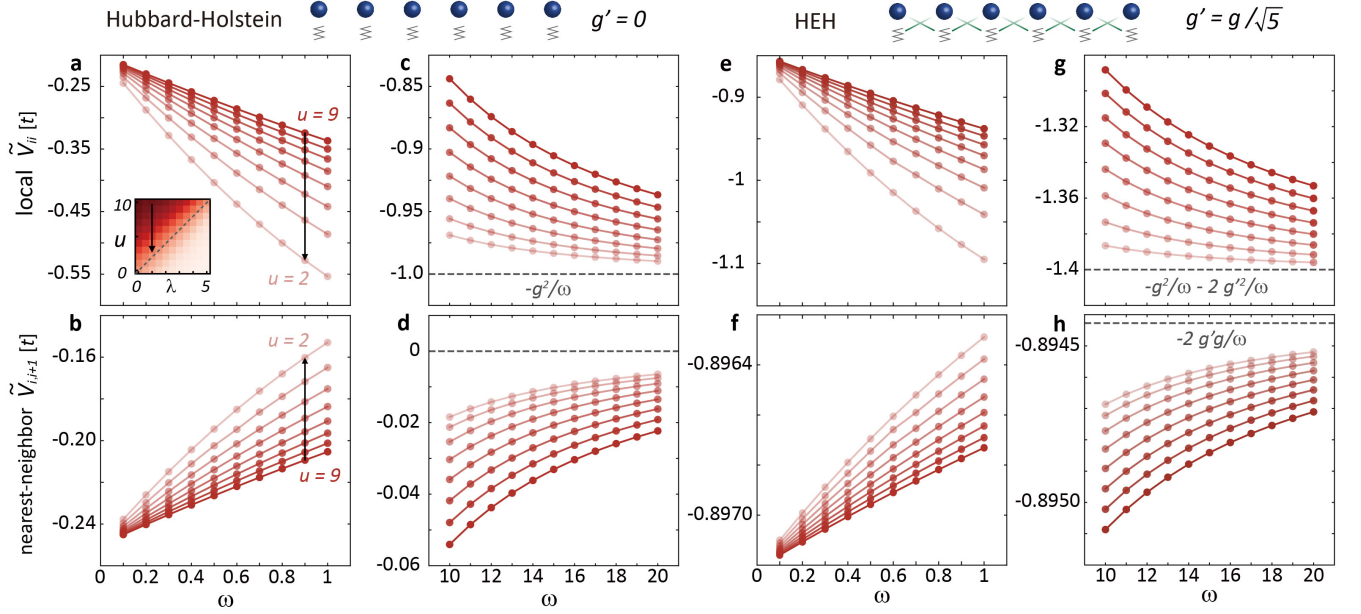 Hubbard-Holstein
g' = 0
HEH
g' = g/√5
a
c
e
g
local Ṽii [t]
-0.25
-0.35
-0.45
-0.55
u = 9
u = 2
10
u
0
0 λ 5
-0.85
-0.9
-0.95
-1.0
-g²/ω
-0.9
-1
-1.1
-1.32
-1.36
-1.4
-g²/ω - 2 g'²/ω
b
d
f
h
nearest-neighbor Ṽi,i+1 [t]
-0.16
-0.20
-0.24
u = 2
u = 9
0
-0.02
-0.04
-0.06
-0.8964
-0.8970
-0.8945
-0.8950
-2 g'g/ω
0 0.2 0.4 0.6 0.8 1
10 12 14 16 18 20
0 0.2 0.4 0.6 0.8 1
10 12 14 16 18 20
ω
ω
ω
ω